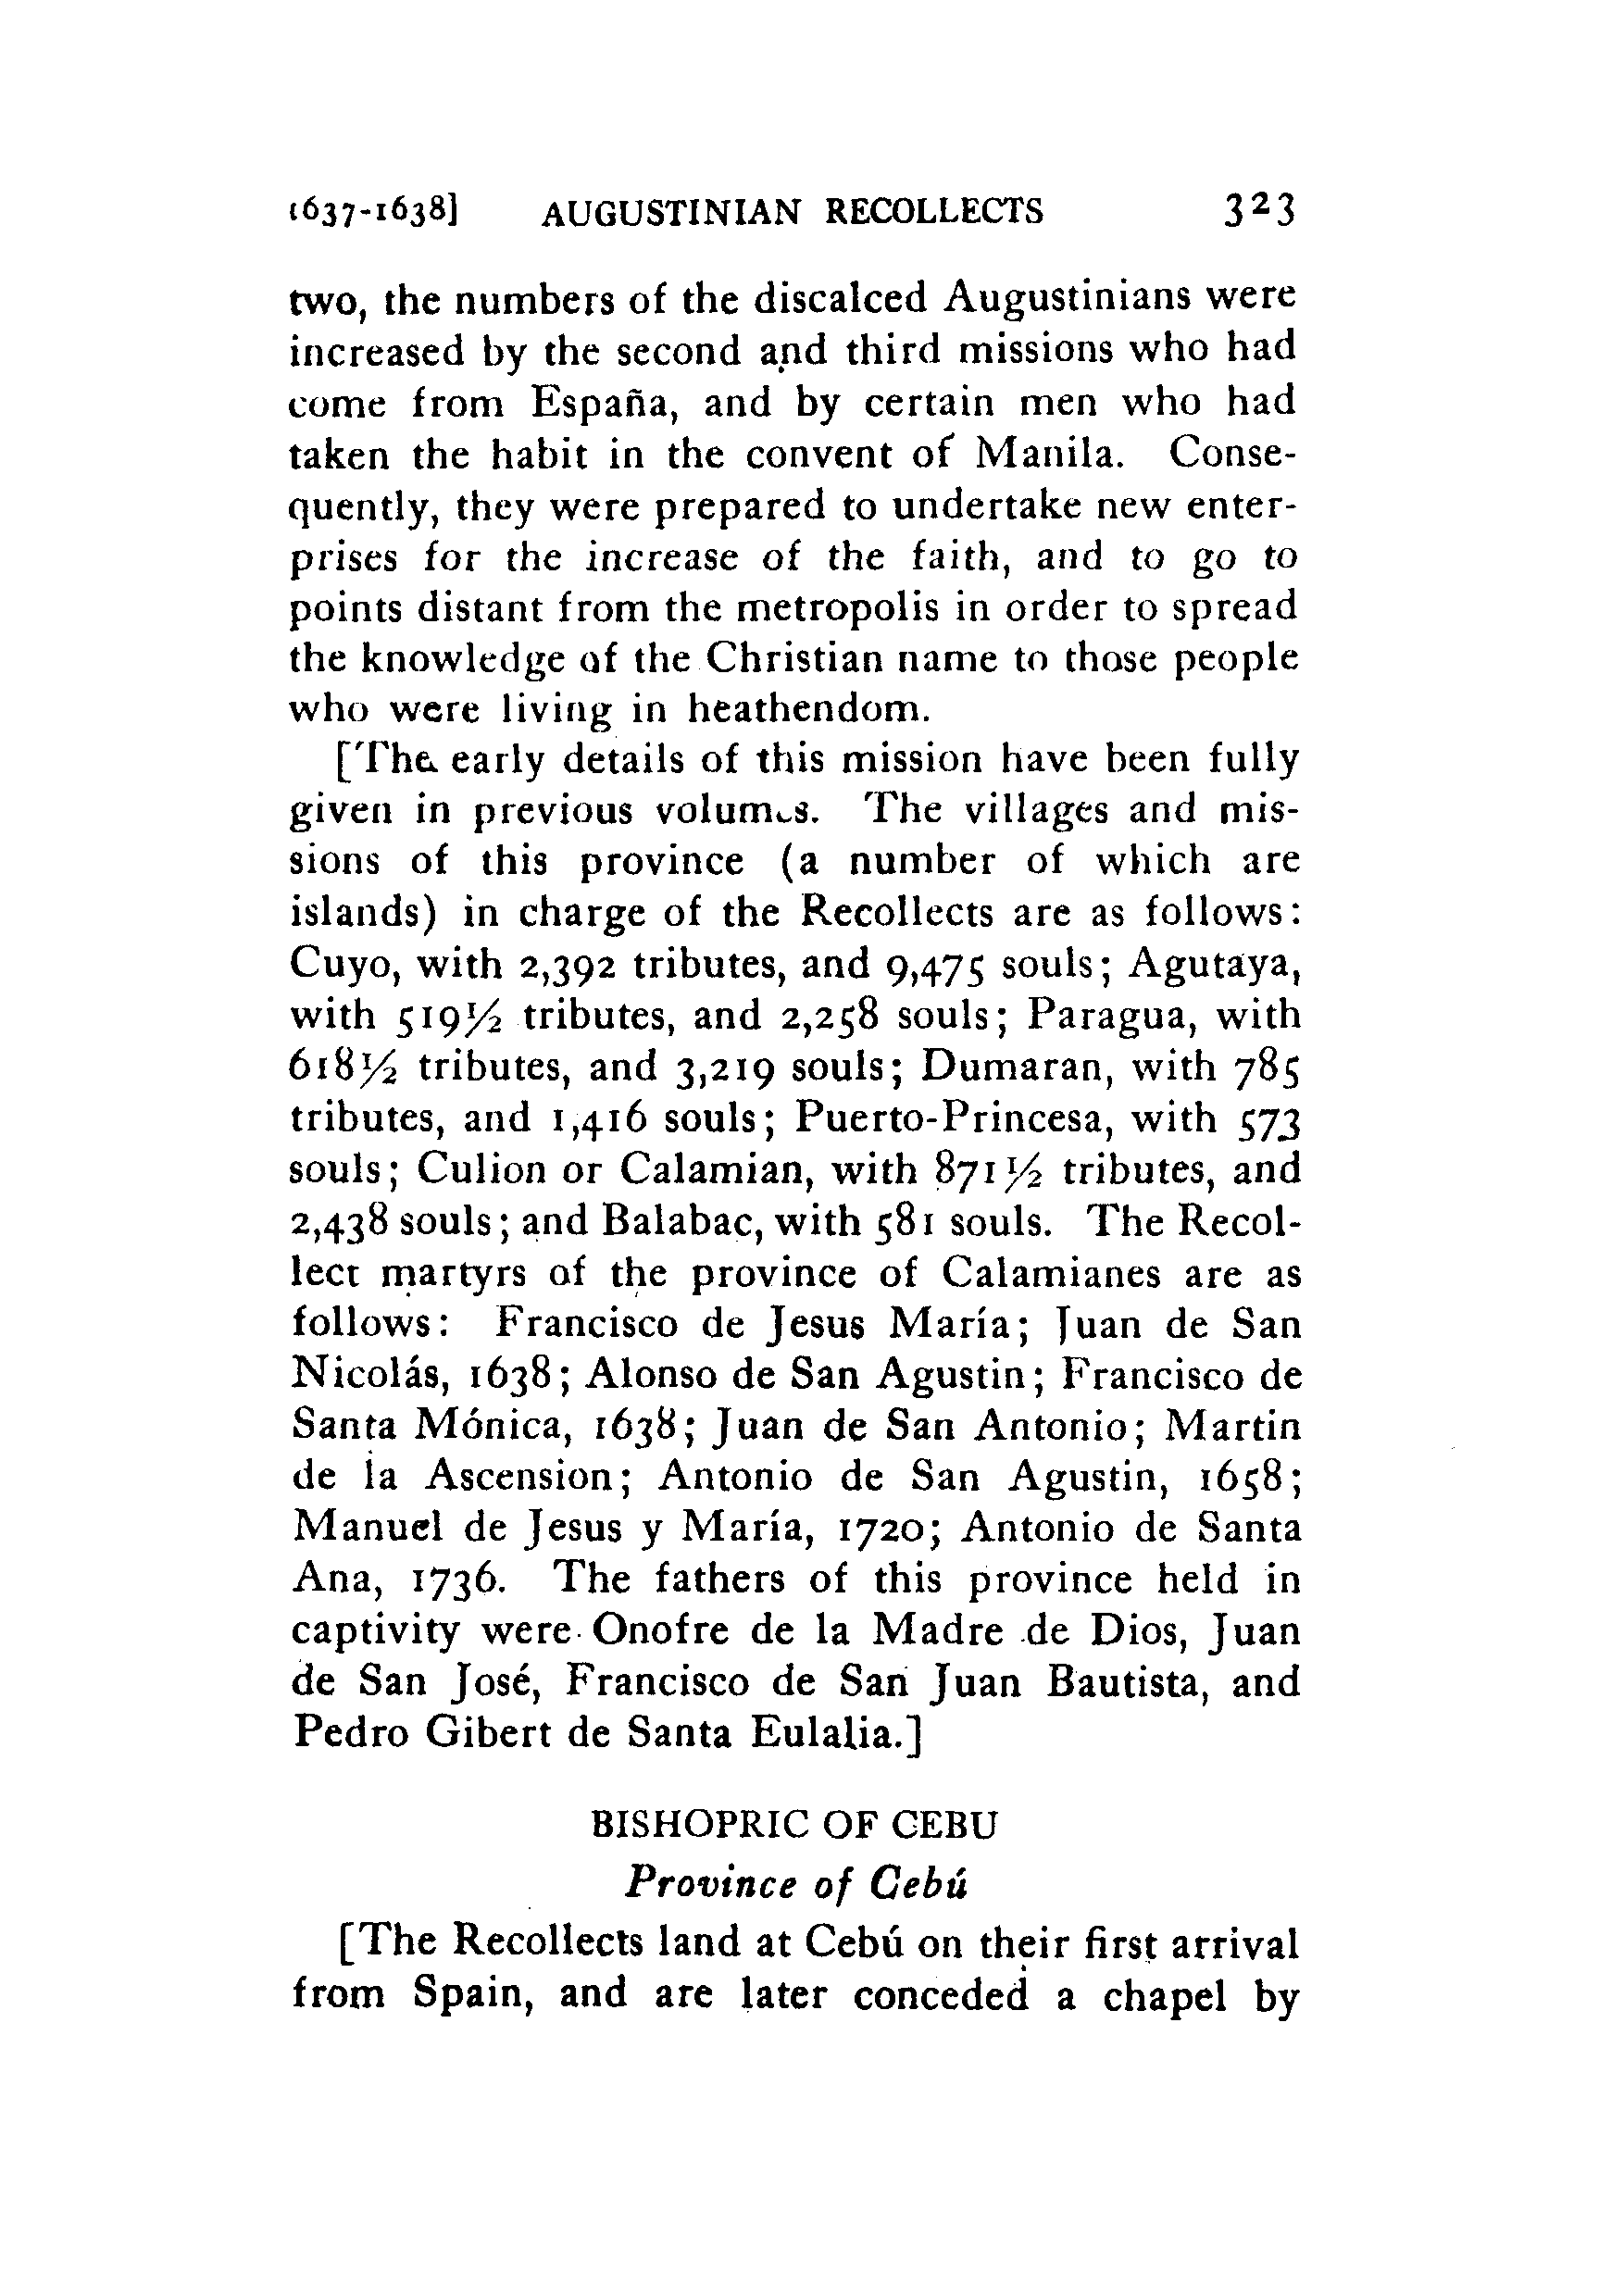 1637-1638] AUGUSTINIAN RECOLLECTS 323
two, the numbers of the discalced Augustinians were
increased by the second and third missions who had
come from España, and by certain men who had
taken the habit in the convent of Manila. Conse-
quently, they were prepared to undertake new enter-
prises for the increase of the faith, and to go to
points distant from the metropolis in order to spread
the knowledge of the Christian name to those people
who were living in heathendom.
[The early details of this mission have been fully
given in previous volumes. The villages and mis-
sions of this province (a number of which are
islands) in charge of the Recollects are as follows:
Cuyo, with 2,392 tributes, and 9,475 souls; Agutaya,
with 519½ tributes, and 2,258 souls; Paragua, with
618½ tributes, and 3,219 souls; Dumaran, with 785
tributes, and 1,416 souls; Puerto-Princesa, with 573
souls; Culion or Calamian, with 871½ tributes, and
2,438 souls; and Balabac, with 581 souls. The Recol-
lect martyrs of the province of Calamianes are as
follows: Francisco de Jesus María; Juan de San
Nicolás, 1638; Alonso de San Agustin; Francisco de
Santa Mónica, 1638; Juan de San Antonio; Martin
de la Ascension; Antonio de San Agustin, 1658;
Manuel de Jesus y María, 1720; Antonio de Santa
Ana, 1736. The fathers of this province held in
captivity were Onofre de la Madre de Dios, Juan
de San José, Francisco de San Juan Bautista, and
Pedro Gibert de Santa Eulalia.]
BISHOPRIC OF CEBU
Province of Cebú
[The Recollects land at Cebú on their first arrival
from Spain, and are later conceded a chapel by